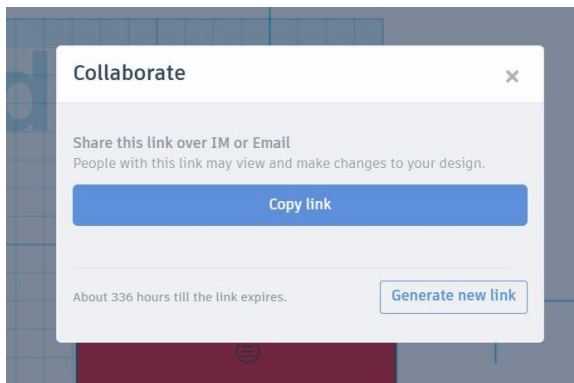 Collaborate
×
Share this link over IM or Email
People with this link may view and make changes to your design.
Copy link
About 336 hours till the link expires.
Generate new link